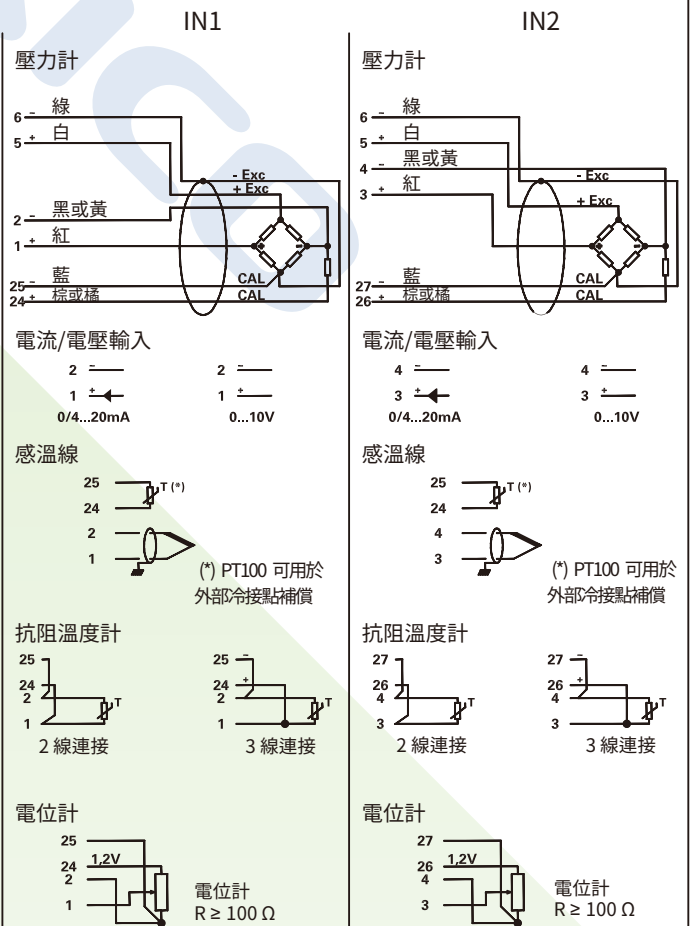 IN1
壓力計
6 - 綠
5 + 白
- Exc
+ Exc
2 - 黑或黃
1 + 紅
25 - 藍
CAL
24 + 棕或橘
CAL
電流/電壓輸入
2 -
1 +
0/4...20mA
2 -
1 +
0...10V
感溫線
25
T (*)
24
2
1
(*) PT100 可用於
外部冷接點補償
抗阻溫度計
25
24
2
T
1
2 線連接
25 -
24 +
2
T
1
3 線連接
電位計
25
24 1,2V
2
1
電位計
R ≥ 100 Ω
IN2
壓力計
6 - 綠
5 + 白
4 - 黑或黃
- Exc
3 + 紅
+ Exc
27 - 藍
CAL
26 + 棕或橘
CAL
電流/電壓輸入
4 -
3 +
0/4...20mA
4 -
3 +
0...10V
感溫線
25
T (*)
24
4
3
(*) PT100 可用於
外部冷接點補償
抗阻溫度計
27
26
4
T
3
2 線連接
27 -
26 +
4
T
3
3 線連接
電位計
27
26 1,2V
4
3
電位計
R ≥ 100 Ω